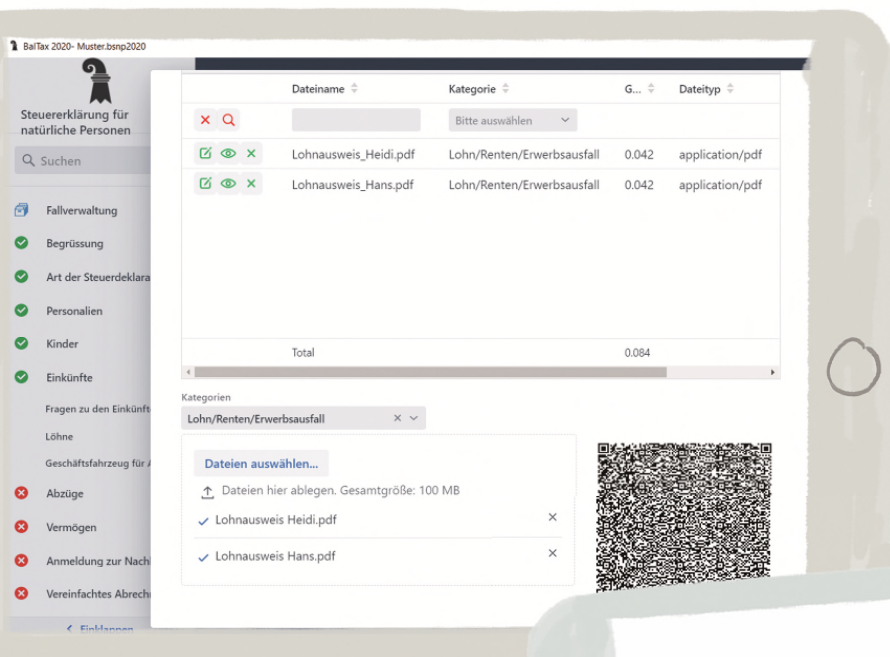 BalTax 2020- Muster.bsnp2020
Steuererklärung für
natürliche Personen
Suchen
Fallverwaltung
Begrüssung
Art der Steuerdeklara
Personalien
Kinder
Einkünfte
Fragen zu den Einkünft
Löhne
Geschäftsfahrzeug für A
Abzüge
Vermögen
Anmeldung zur Nachl
Vereinfachtes Abrechn
Einklappen
Dateiname Kategorie G... Dateityp
Bitte auswählen
Lohnausweis_Heidi.pdf Lohn/Renten/Erwerbsausfall 0.042 application/pdf
Lohnausweis_Hans.pdf Lohn/Renten/Erwerbsausfall 0.042 application/pdf
Total 0.084
Kategorien
Lohn/Renten/Erwerbsausfall
Dateien auswählen...
Dateien hier ablegen. Gesamtgröße: 100 MB
Lohnausweis Heidi.pdf
Lohnausweis Hans.pdf